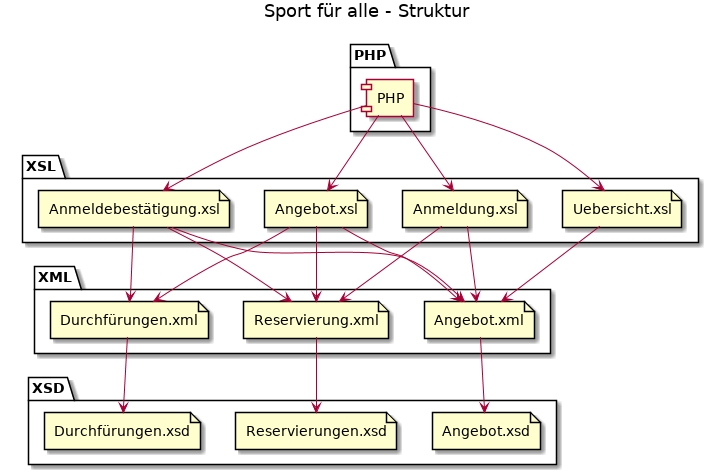 Sport für alle - Struktur
PHP
PHP
XSL
Anmeldebestätigung.xsl
Angebot.xsl
Anmeldung.xsl
Uebersicht.xsl
XML
Durchfürungen.xml
Reservierung.xml
Angebot.xml
XSD
Durchfürungen.xsd
Reservierungen.xsd
Angebot.xsd